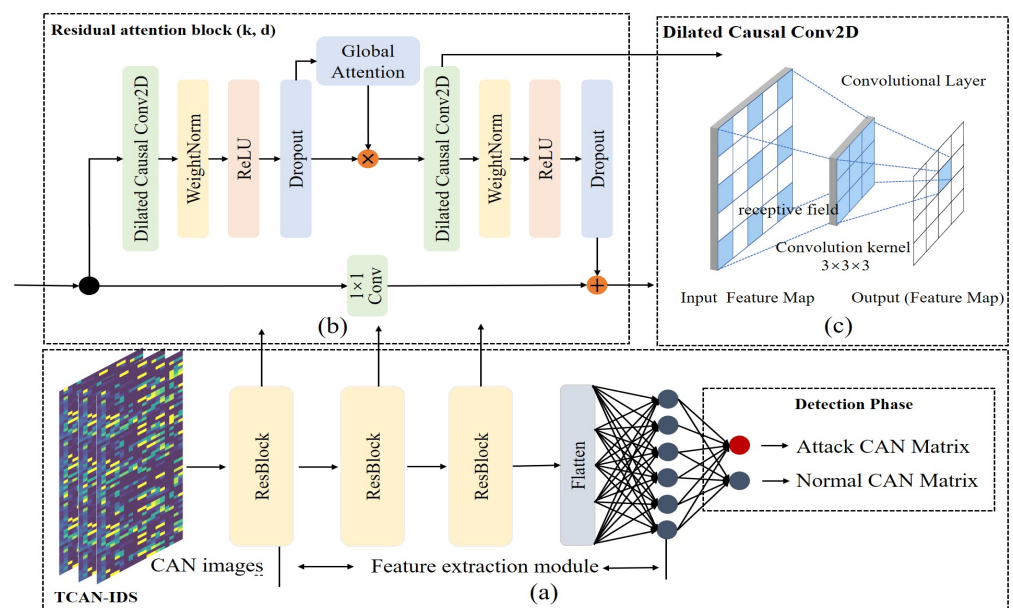 Residual attention block (k, d)
Global
Attention
Dilated Causal Conv2D
WeightNorm
ReLU
Dropout
×
Dilated Causal Conv2D
WeightNorm
ReLU
Dropout
1×1
Conv
+
(b)
Dilated Causal Conv2D
Convolutional Layer
receptive field
Convolution kernel
3×3×3
Input Feature Map
Output (Feature Map)
(c)
ResBlock
ResBlock
ResBlock
Flatten
Detection Phase
Attack CAN Matrix
Normal CAN Matrix
CAN images
Feature extraction module
(a)
TCAN-IDS